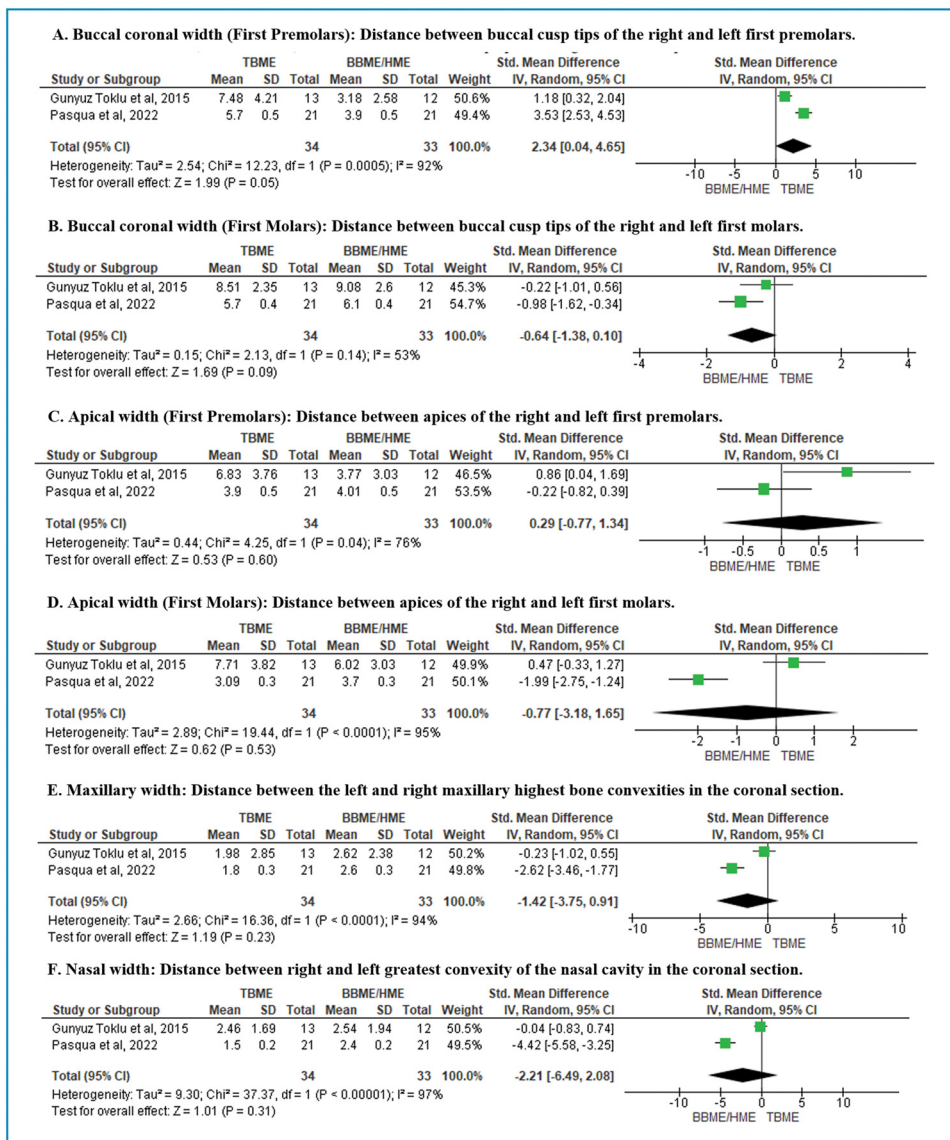 A. Buccal coronal width (First Premolars): Distance between buccal cusp tips of the right and left first premolars.
TBME BBME/HME Std. Mean Difference Std. Mean Difference
Study or Subgroup Mean SD Total Mean SD Total Weight IV, Random, 95% CI IV, Random, 95% CI
Gunyuz Toklu et al, 2015 7.48 4.21 13 3.18 2.58 12 50.6% 1.18 [0.32, 2.04]
Pasqua et al, 2022 5.7 0.5 21 3.9 0.5 21 49.4% 3.53 [2.53, 4.53]
Total (95% CI) 34 33 100.0% 2.34 [0.04, 4.65]
Heterogeneity: Tau² = 2.54; Chi² = 12.23, df = 1 (P = 0.0005); I² = 92%
Test for overall effect: Z = 1.99 (P = 0.05)
-10 -5 0 5 10
BBME/HME TBME
B. Buccal coronal width (First Molars): Distance between buccal cusp tips of the right and left first molars.
TBME BBME/HME Std. Mean Difference Std. Mean Difference
Study or Subgroup Mean SD Total Mean SD Total Weight IV, Random, 95% CI IV, Random, 95% CI
Gunyuz Toklu et al, 2015 8.51 2.35 13 9.08 2.6 12 45.3% -0.22 [-1.01, 0.56]
Pasqua et al, 2022 5.7 0.4 21 6.1 0.4 21 54.7% -0.98 [-1.62, -0.34]
Total (95% CI) 34 33 100.0% -0.64 [-1.38, 0.10]
Heterogeneity: Tau² = 0.15; Chi² = 2.13, df = 1 (P = 0.14); I² = 53%
Test for overall effect: Z = 1.69 (P = 0.09)
-4 -2 0 2 4
BBME/HME TBME
C. Apical width (First Premolars): Distance between apices of the right and left first premolars.
TBME BBME/HME Std. Mean Difference Std. Mean Difference
Study or Subgroup Mean SD Total Mean SD Total Weight IV, Random, 95% CI IV, Random, 95% CI
Gunyuz Toklu et al, 2015 6.83 3.76 13 3.77 3.03 12 46.5% 0.86 [0.04, 1.69]
Pasqua et al, 2022 3.9 0.5 21 4.01 0.5 21 53.5% -0.22 [-0.82, 0.39]
Total (95% CI) 34 33 100.0% 0.29 [-0.77, 1.34]
Heterogeneity: Tau² = 0.44; Chi² = 4.25, df = 1 (P = 0.04); I² = 76%
Test for overall effect: Z = 0.53 (P = 0.60)
-1 -0.5 0 0.5 1
BBME/HME TBME
D. Apical width (First Molars): Distance between apices of the right and left first molars.
TBME BBME/HME Std. Mean Difference Std. Mean Difference
Study or Subgroup Mean SD Total Mean SD Total Weight IV, Random, 95% CI IV, Random, 95% CI
Gunyuz Toklu et al, 2015 7.71 3.82 13 6.02 3.03 12 49.9% 0.47 [-0.33, 1.27]
Pasqua et al, 2022 3.09 0.3 21 3.7 0.3 21 50.1% -1.99 [-2.75, -1.24]
Total (95% CI) 34 33 100.0% -0.77 [-3.18, 1.65]
Heterogeneity: Tau² = 2.89; Chi² = 19.44, df = 1 (P < 0.0001); I² = 95%
Test for overall effect: Z = 0.62 (P = 0.53)
-2 -1 0 1 2
BBME/HME TBME
E. Maxillary width: Distance between the left and right maxillary highest bone convexities in the coronal section.
TBME BBME/HME Std. Mean Difference Std. Mean Difference
Study or Subgroup Mean SD Total Mean SD Total Weight IV, Random, 95% CI IV, Random, 95% CI
Gunyuz Toklu et al, 2015 1.98 2.85 13 2.62 2.38 12 50.2% -0.23 [-1.02, 0.55]
Pasqua et al, 2022 1.8 0.3 21 2.6 0.3 21 49.8% -2.62 [-3.46, -1.77]
Total (95% CI) 34 33 100.0% -1.42 [-3.75, 0.91]
Heterogeneity: Tau² = 2.66; Chi² = 16.36, df = 1 (P < 0.0001); I² = 94%
Test for overall effect: Z = 1.19 (P = 0.23)
-10 -5 0 5 10
BBME/HME TBME
F. Nasal width: Distance between right and left greatest convexity of the nasal cavity in the coronal section.
TBME BBME/HME Std. Mean Difference Std. Mean Difference
Study or Subgroup Mean SD Total Mean SD Total Weight IV, Random, 95% CI IV, Random, 95% CI
Gunyuz Toklu et al, 2015 2.46 1.69 13 2.54 1.94 12 50.5% -0.04 [-0.83, 0.74]
Pasqua et al, 2022 1.5 0.2 21 2.4 0.2 21 49.5% -4.42 [-5.58, -3.25]
Total (95% CI) 34 33 100.0% -2.21 [-6.49, 2.08]
Heterogeneity: Tau² = 9.30; Chi² = 37.37, df = 1 (P < 0.00001); I² = 97%
Test for overall effect: Z = 1.01 (P = 0.31)
-10 -5 0 5 10
BBME/HME TBME